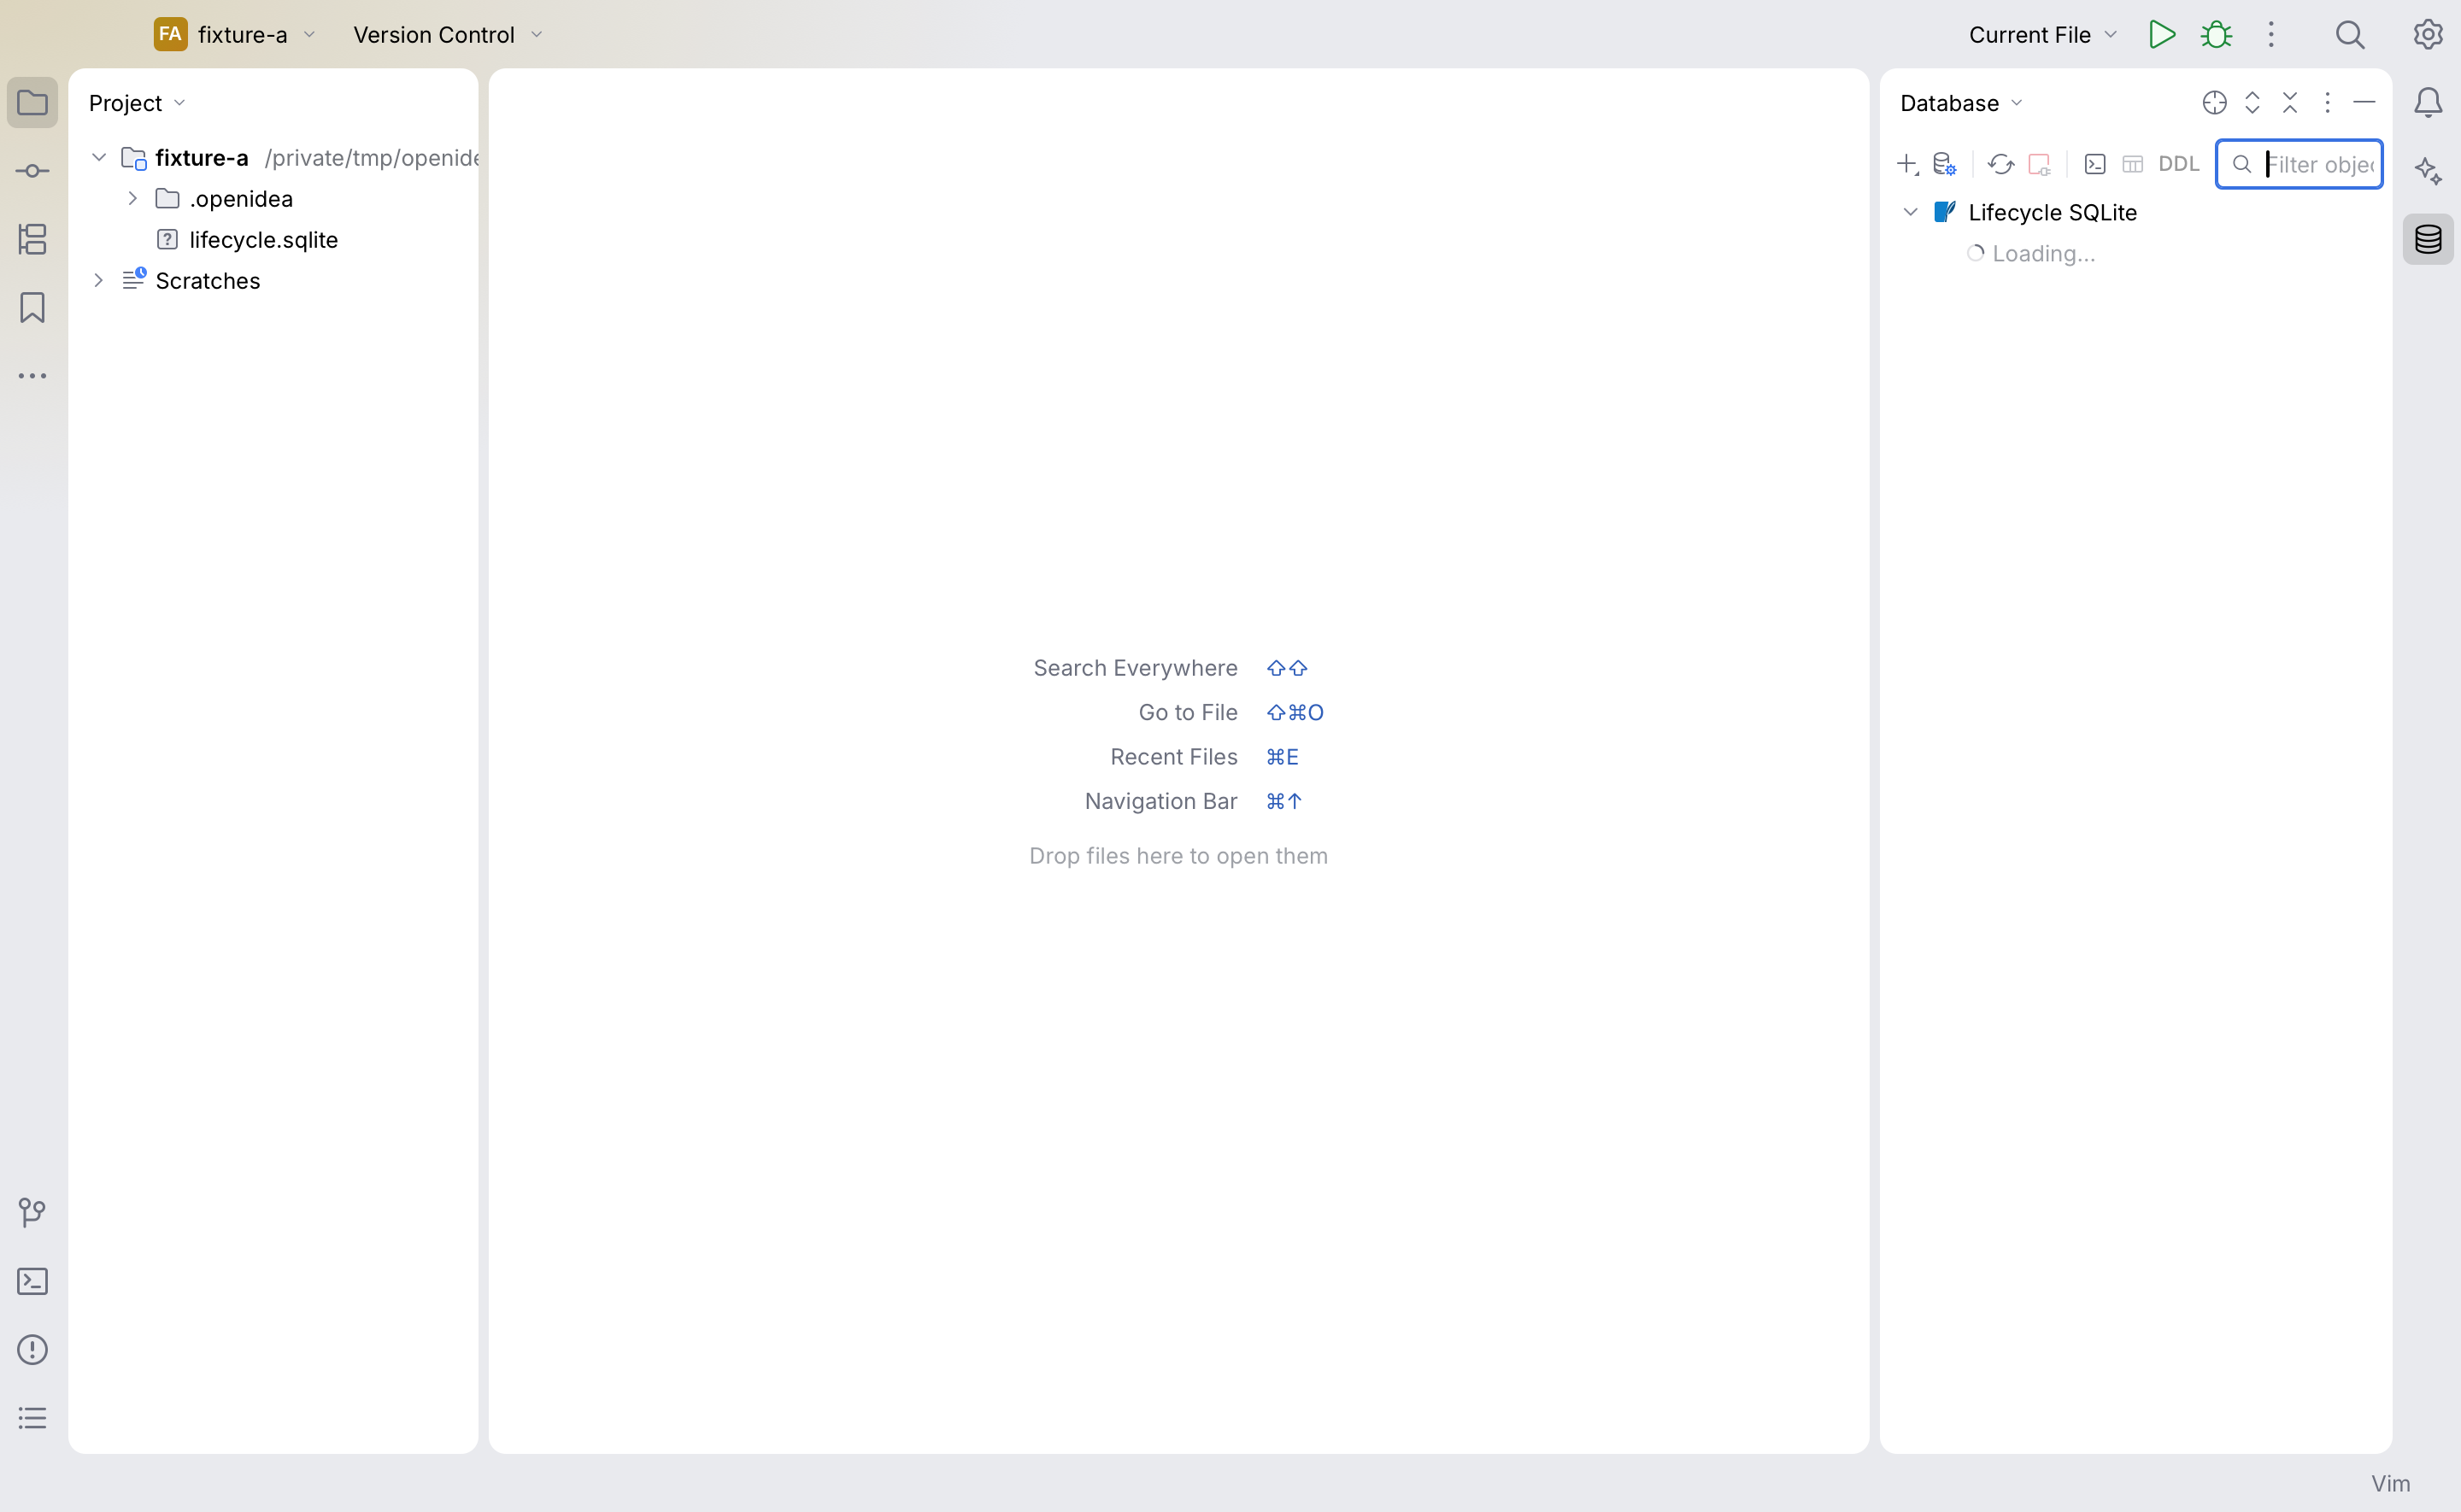 FA fixture-a Version Control Current File
Project
fixture-a /private/tmp/openide
.openidea
? lifecycle.sqlite
Scratches
Search Everywhere ⇧⇧
Go to File ⇧⌘O
Recent Files ⌘E
Navigation Bar ⌘↑
Drop files here to open them
Database
DDL Filter objec
Lifecycle SQLite
Loading...
Vim